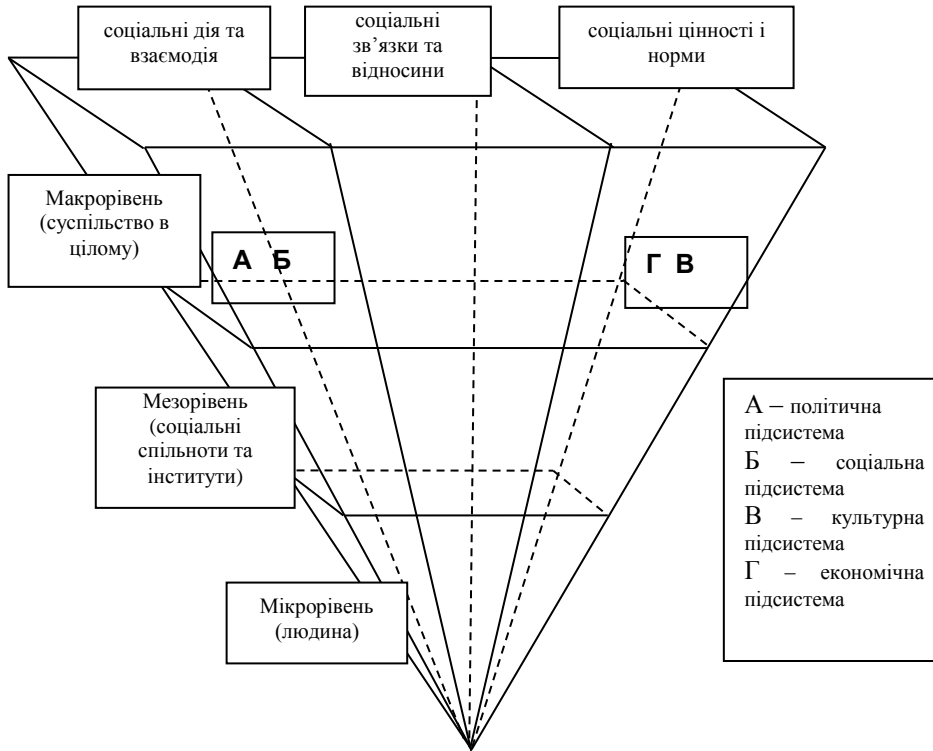 соціальні дія та
взаємодія
соціальні
зв’язки та
відносини
соціальні цінності і
норми
Макрорівень
(суспільство в
цілому)
А Б
Г В
Мезорівень
(соціальні
спільноти та
інститути)
Мікрорівень
(людина)
А – політична
підсистема
Б – соціальна
підсистема
В – культурна
підсистема
Г – економічна
підсистема